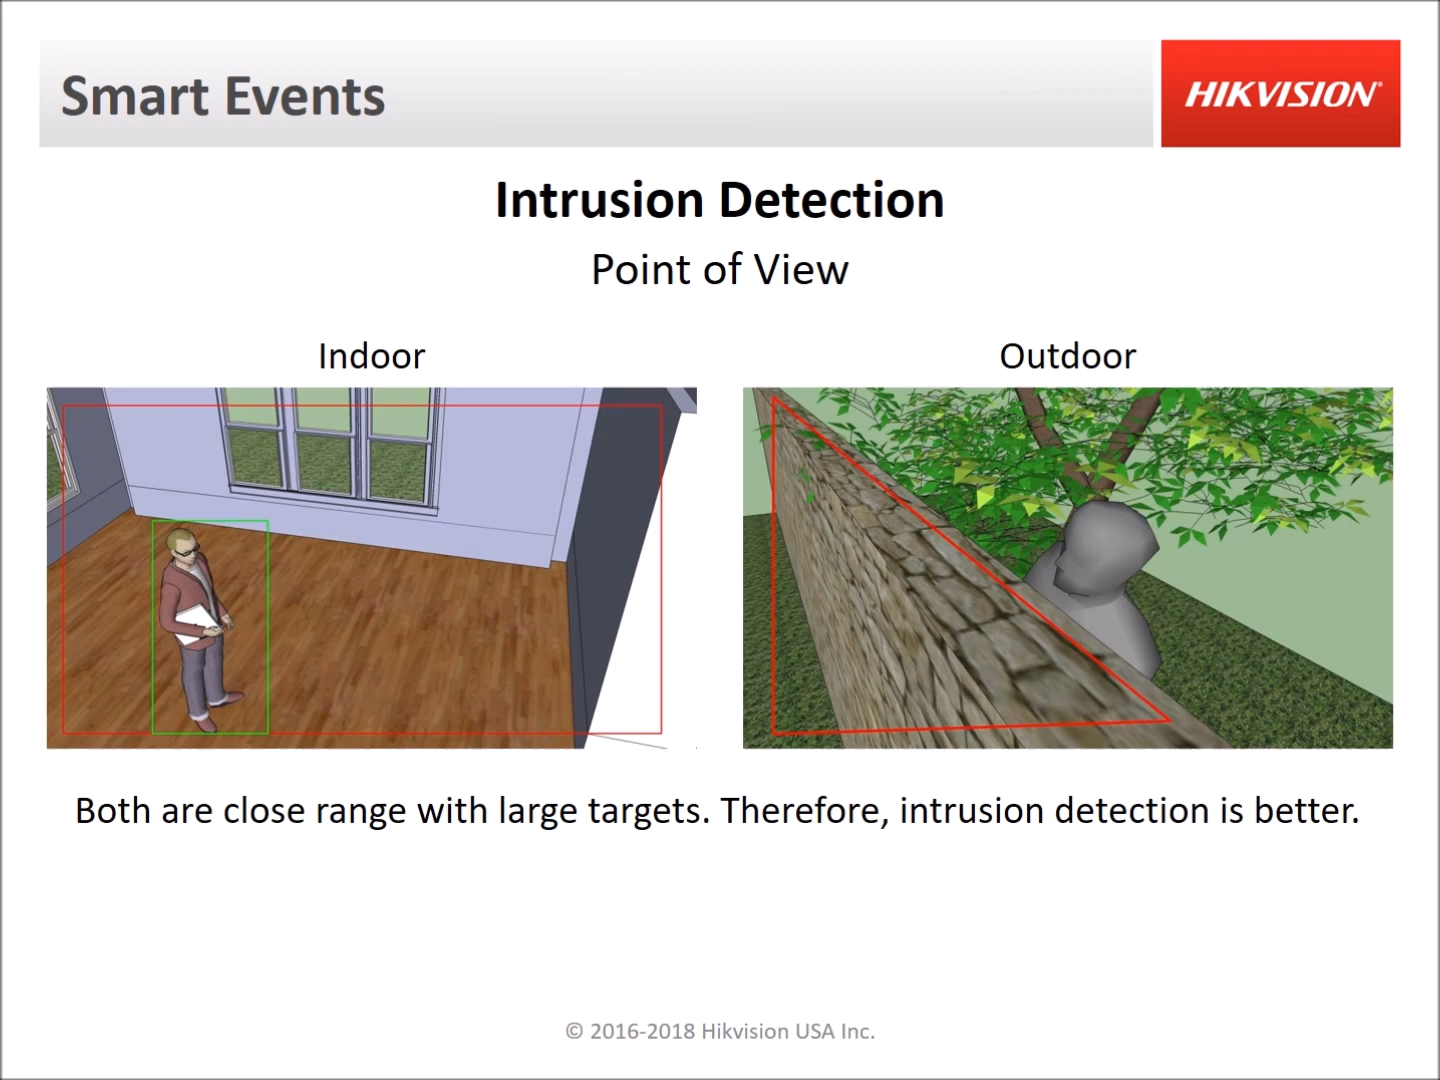 Smart Events
HIKVISION®
Intrusion Detection
Point of View
Indoor
Outdoor
Both are close range with large targets. Therefore, intrusion detection is better.
© 2016-2018 Hikvision USA Inc.